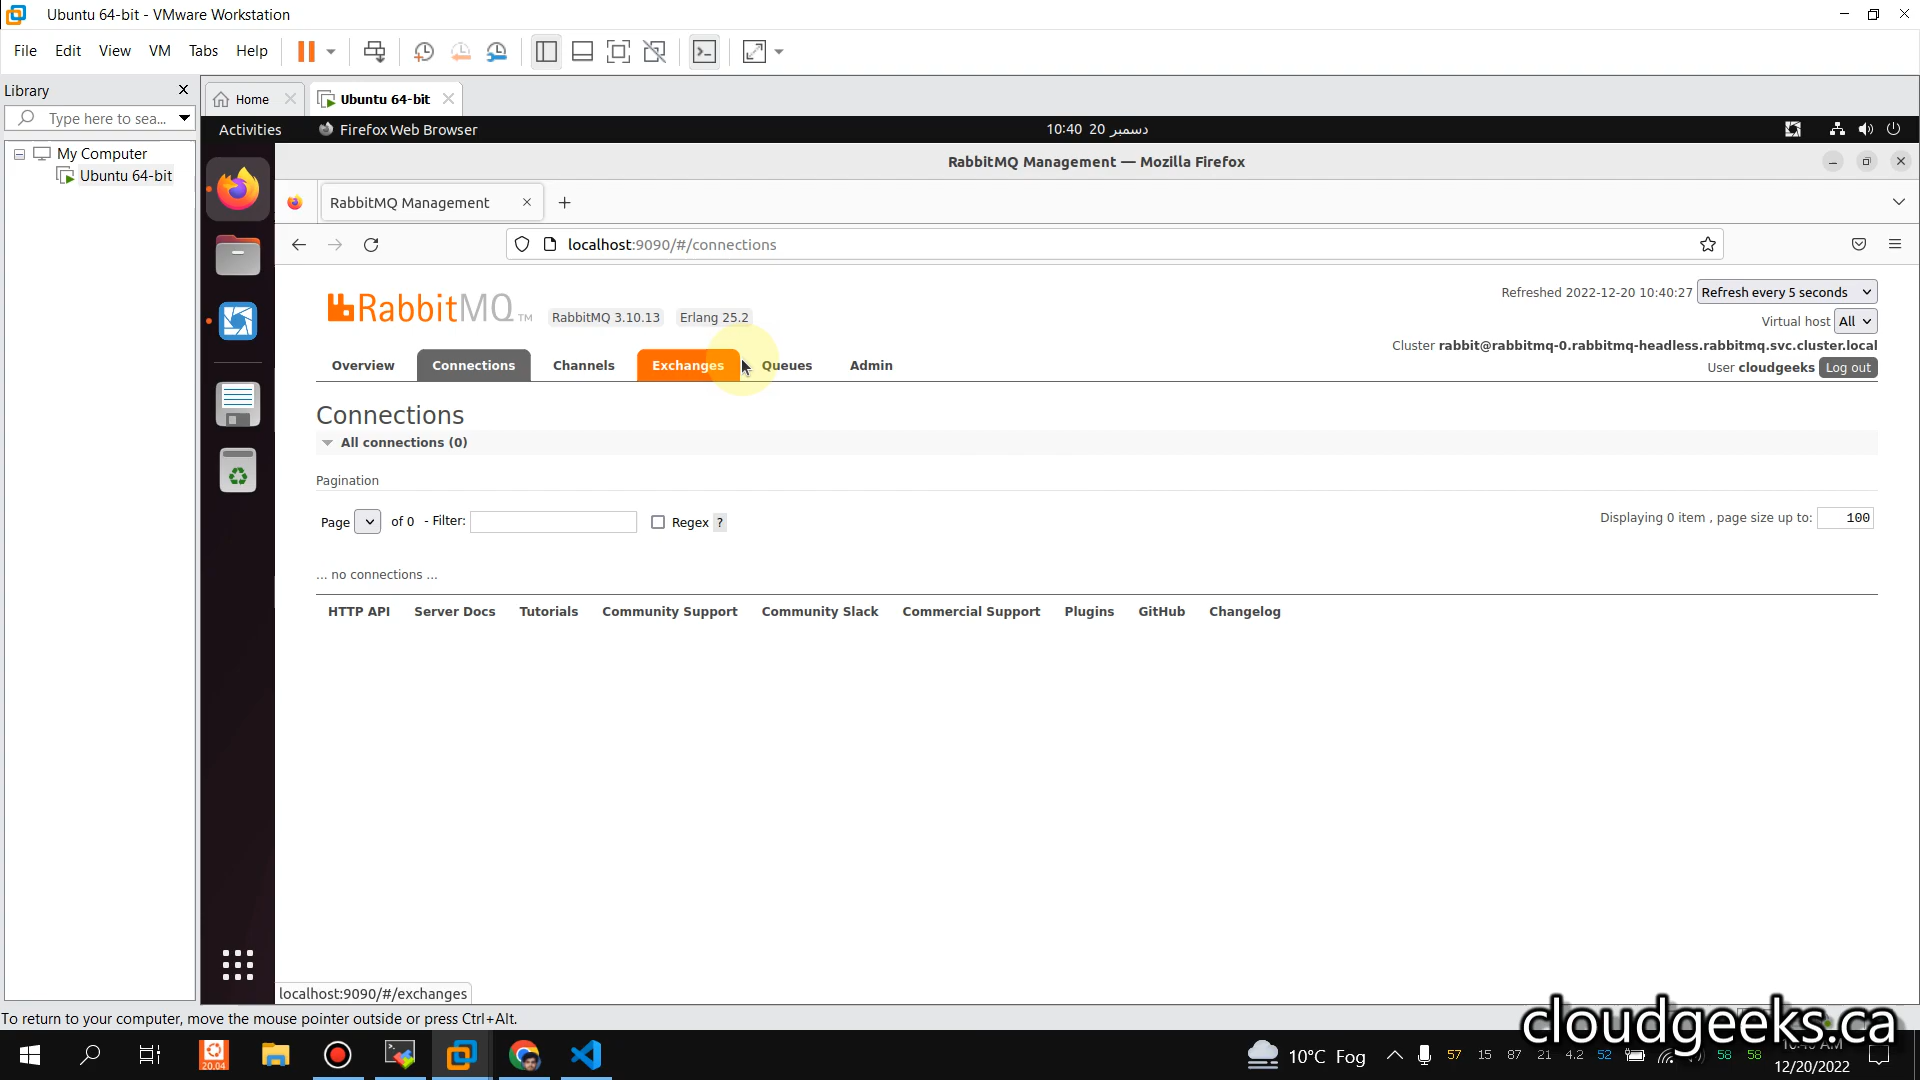 Ubuntu 64-bit - VMware Workstation
File Edit View VM Tabs Help
Library
Type here to sea...
My Computer
Ubuntu 64-bit
Home
Ubuntu 64-bit
Activities
Firefox Web Browser
10:40 20 دسمبر
RabbitMQ Management — Mozilla Firefox
RabbitMQ Management
localhost:9090/#/connections
RabbitMQ TM
RabbitMQ 3.10.13
Erlang 25.2
Refreshed 2022-12-20 10:40:27 Refresh every 5 seconds
Virtual host All
Cluster rabbit@rabbitmq-0.rabbitmq-headless.rabbitmq.svc.cluster.local
User cloudgeeks Log out
Overview Connections Channels Exchanges Queues Admin
Connections
All connections (0)
Pagination
Page of 0 - Filter: Regex ?
Displaying 0 item , page size up to: 100
... no connections ...
HTTP API Server Docs Tutorials Community Support Community Slack Commercial Support Plugins GitHub Changelog
localhost:9090/#/exchanges
To return to your computer, move the mouse pointer outside or press Ctrl+Alt.
cloudgeeks.ca
20.04
10°C Fog
57 15 87 21 4.2 52 58 58
12/20/2022